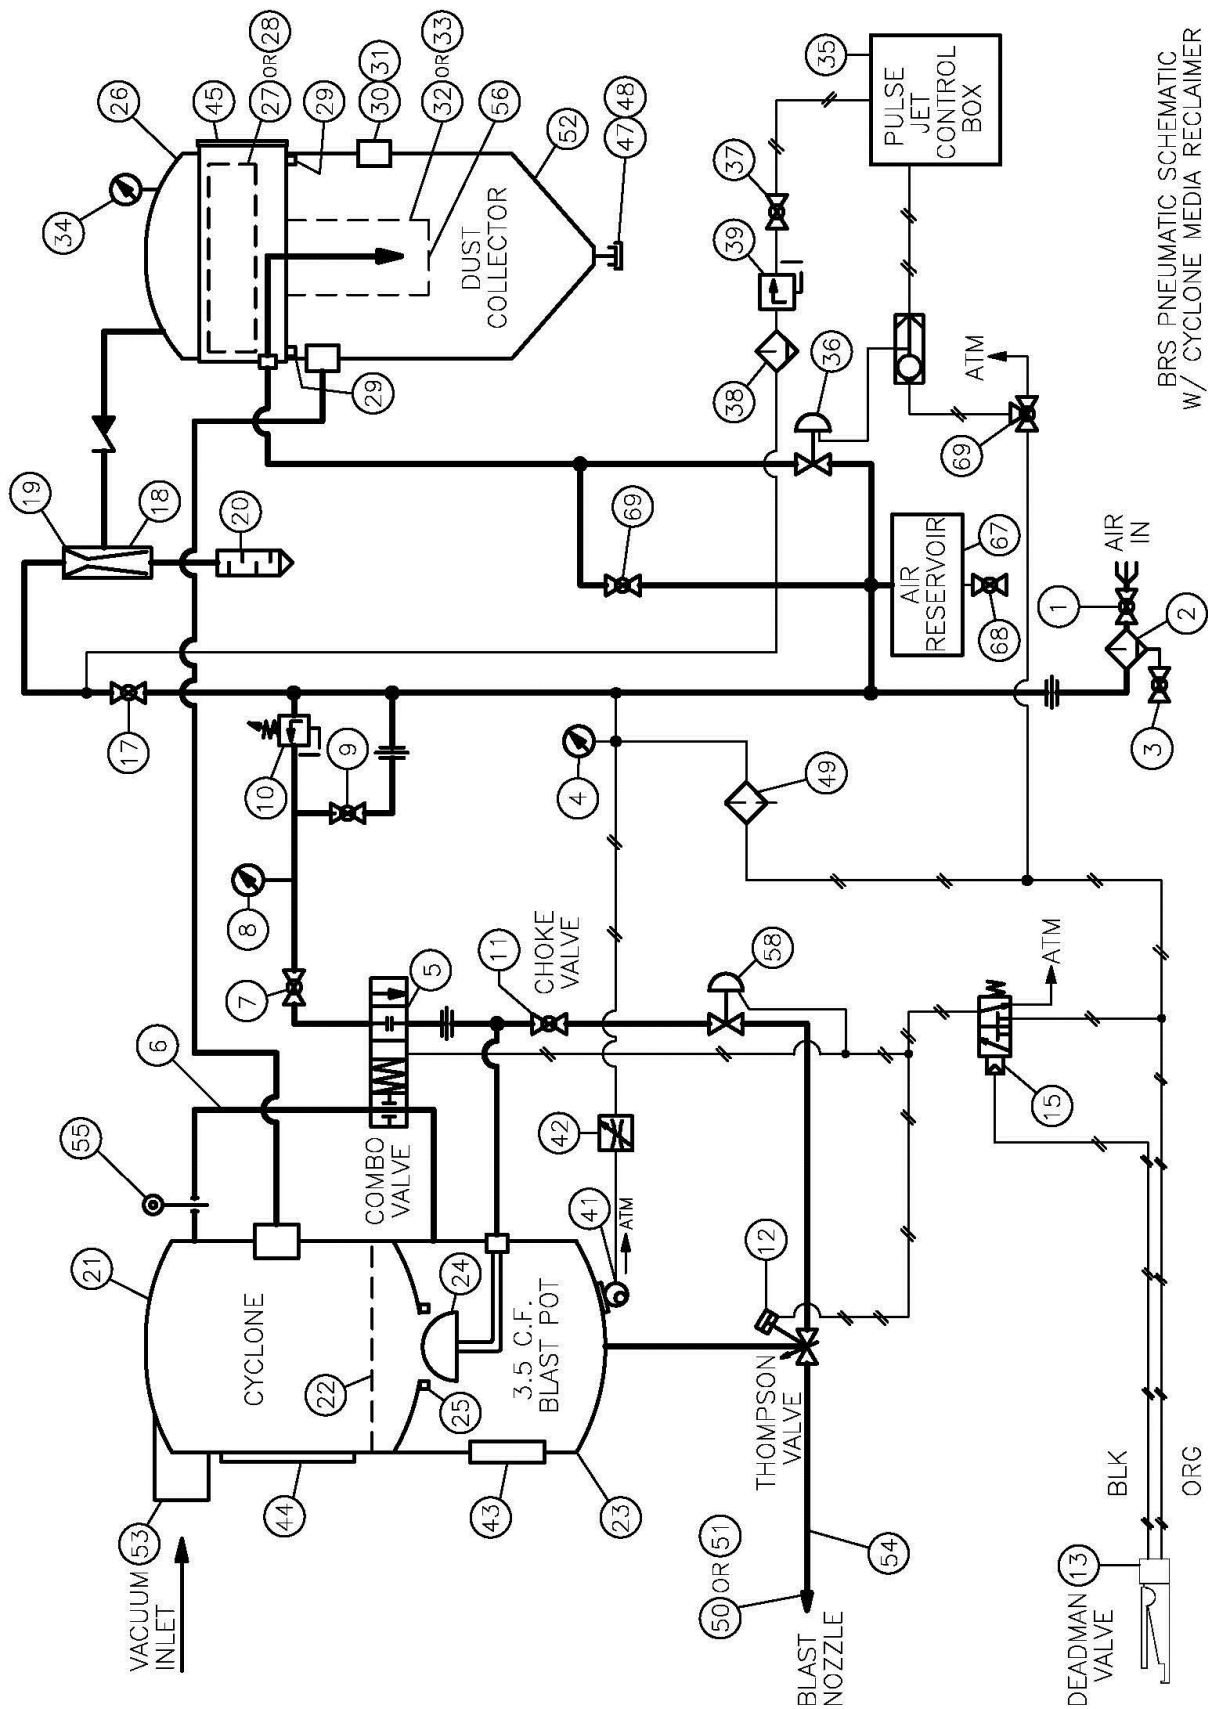 VACUUM
INLET
53
21
55
6
17
19
18
20
34
26
45
27 OR 28
29
30
31
32 OR 33
56
52
47
48
29
44
CYCLONE
22
COMBO
VALVE
5
7
8
10
9
DUST
COLLECTOR
43
25
24
3.5 C.F.
BLAST POT
23
41
ATM
42
11
CHOKE
VALVE
4
69
38
39
37
35
36
PULSE
JET
CONTROL
BOX
50 OR 51
BLAST
NOZZLE
54
THOMPSON
VALVE
12
58
49
AIR
RESERVOIR
67
68
69
ATM
15
ATM
1
2
3
AIR
IN
DEADMAN
VALVE
13
BLK
ORG
BRS PNEUMATIC SCHEMATIC
W/ CYCLONE MEDIA RECLAIMER